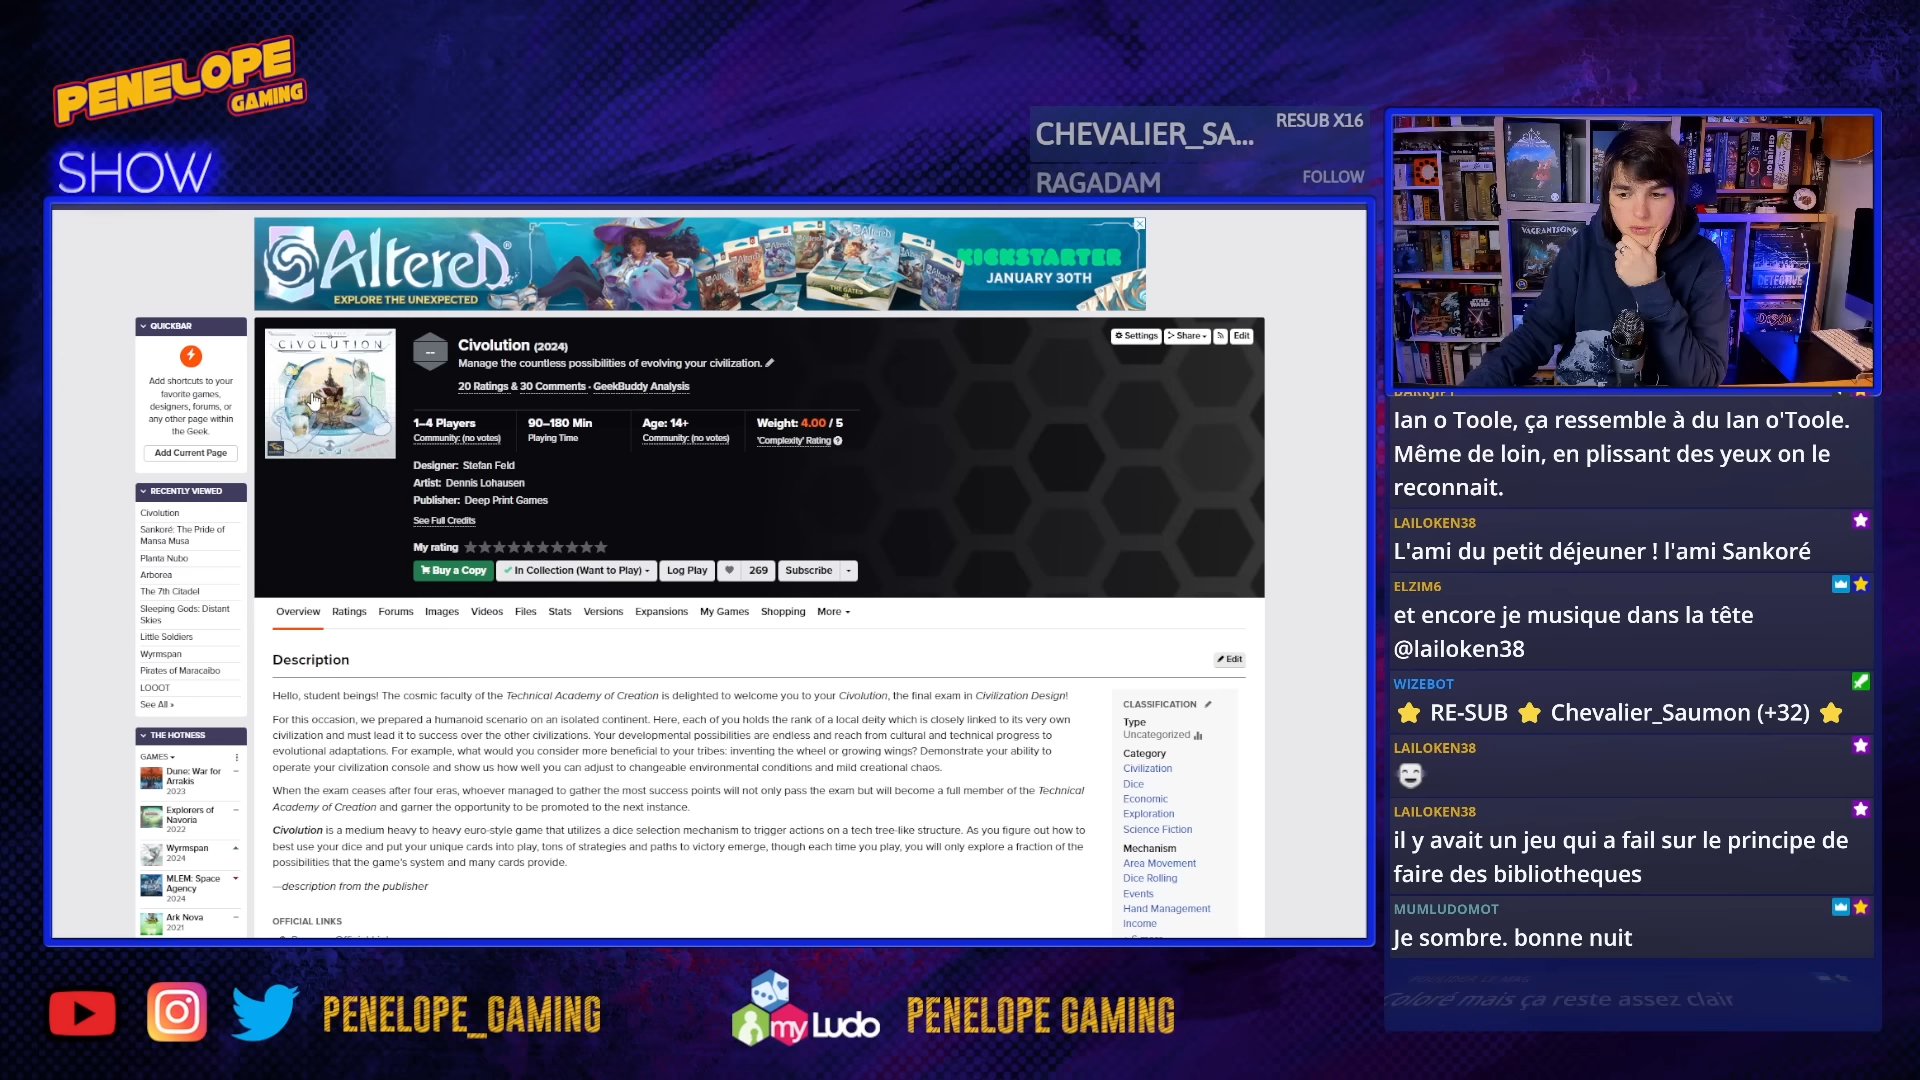 PENELOPE
GAMING
SHOW
CHEVALIER_SA...
RESUB X16
RAGADAM
FOLLOW
Altered
EXPLORE THE UNEXPECTED
THE GATES
KICKSTARTER
JANUARY 30TH
QUICKBAR
Add shortcuts to your
favorite games,
designers, forums, or
any other page within
the Geek.
Add Current Page
RECENTLY VIEWED
Civolution
Sankoré: The Pride of
Mansa Musa
Planta Nubo
Arborea
The 7th Citadel
Sleeping Gods: Distant
Skies
Little Soldiers
Wyrmspan
Pirates of Maracaibo
LOOOT
See All »
THE HOTNESS
GAMES
Dune: War for
Arrakis
2023
Explorers of
Navoria
2022
Wyrmspan
2024
MLEM: Space
Agency
2024
Ark Nova
2021
CIVOLUTION
--
Civolution (2024)
Manage the countless possibilities of evolving your civilization.
20 Ratings & 30 Comments · GeekBuddy Analysis
Settings
Share
Edit
1–4 Players
Community: (no votes)
90–180 Min
Playing Time
Age: 14+
Community: (no votes)
Weight: 4.00 / 5
'Complexity' Rating
Designer: Stefan Feld
Artist: Dennis Lohausen
Publisher: Deep Print Games
See Full Credits
My rating
Buy a Copy
In Collection (Want to Play)
Log Play
269
Subscribe
Overview Ratings Forums Images Videos Files Stats Versions Expansions My Games Shopping More
Description
Edit
Hello, student beings! The cosmic faculty of the Technical Academy of Creation is delighted to welcome you to your Civolution, the final exam in Civilization Design!
For this occasion, we prepared a humanoid scenario on an isolated continent. Here, each of you holds the rank of a local deity which is closely linked to its very own
civilization and must lead it to success over the other civilizations. Your developmental possibilities are endless and reach from cultural and technical progress to
evolutional adaptations. For example, what would you consider more beneficial to your tribes: inventing the wheel or growing wings? Demonstrate your ability to
operate your civilization console and show us how well you can adjust to changeable environmental conditions and mild creational chaos.
When the exam ceases after four eras, whoever managed to gather the most success points will not only pass the exam but will become a full member of the Technical
Academy of Creation and garner the opportunity to be promoted to the next instance.
Civolution is a medium heavy to heavy euro-style game that utilizes a dice selection mechanism to trigger actions on a tech tree-like structure. As you figure out how to
best use your dice and put your unique cards into play, tons of strategies and paths to victory emerge, though each time you play, you will only explore a fraction of the
possibilities that the game's system and many cards provide.
—description from the publisher
OFFICIAL LINKS
CLASSIFICATION
Type
Uncategorized
Category
Civilization
Dice
Economic
Exploration
Science Fiction
Mechanism
Area Movement
Dice Rolling
Events
Hand Management
Income
VAGRANTSONG
HORRIFIED
STAR WARS
DETECTIVE
Ian o Toole, ça ressemble à du Ian o'Toole.
Même de loin, en plissant des yeux on le
reconnait.
LAILOKEN38
L'ami du petit déjeuner ! l'ami Sankoré
ELZIM6
et encore je musique dans la tête
@lailoken38
WIZEBOT
RE-SUB Chevalier_Saumon (+32)
LAILOKEN38
LAILOKEN38
il y avait un jeu qui a fail sur le principe de
faire des bibliotheques
MUMLUDOMOT
Je sombre. bonne nuit
Coloré mais ça reste assez clair
PENELOPE_GAMING
myLudo
PENELOPE GAMING